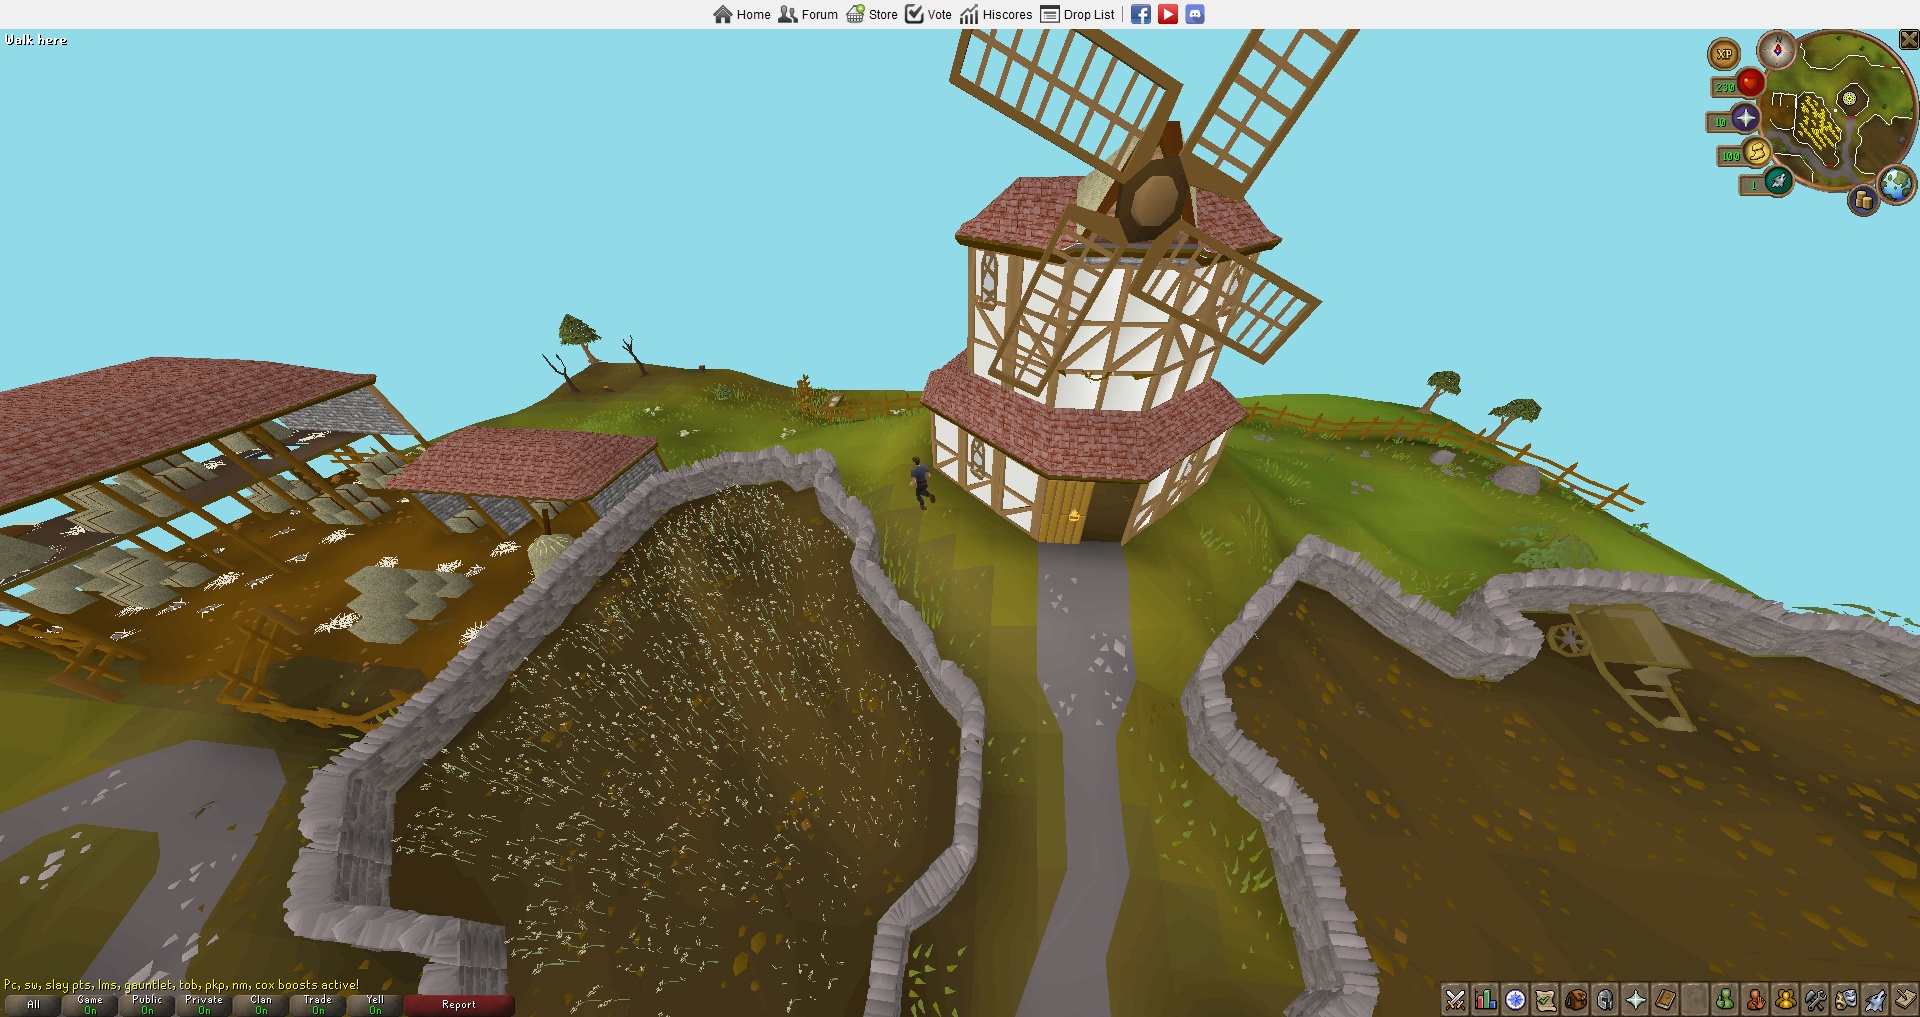 Home Forum Store Vote Hiscores Drop List
Walk here
XP
N
230
10
100
1
Pc, sw, slay pts, lms, gauntlet, tob, pkp, nm, cox boosts active!
All Game Public Private Clan Trade Yell Report
On On On On On On